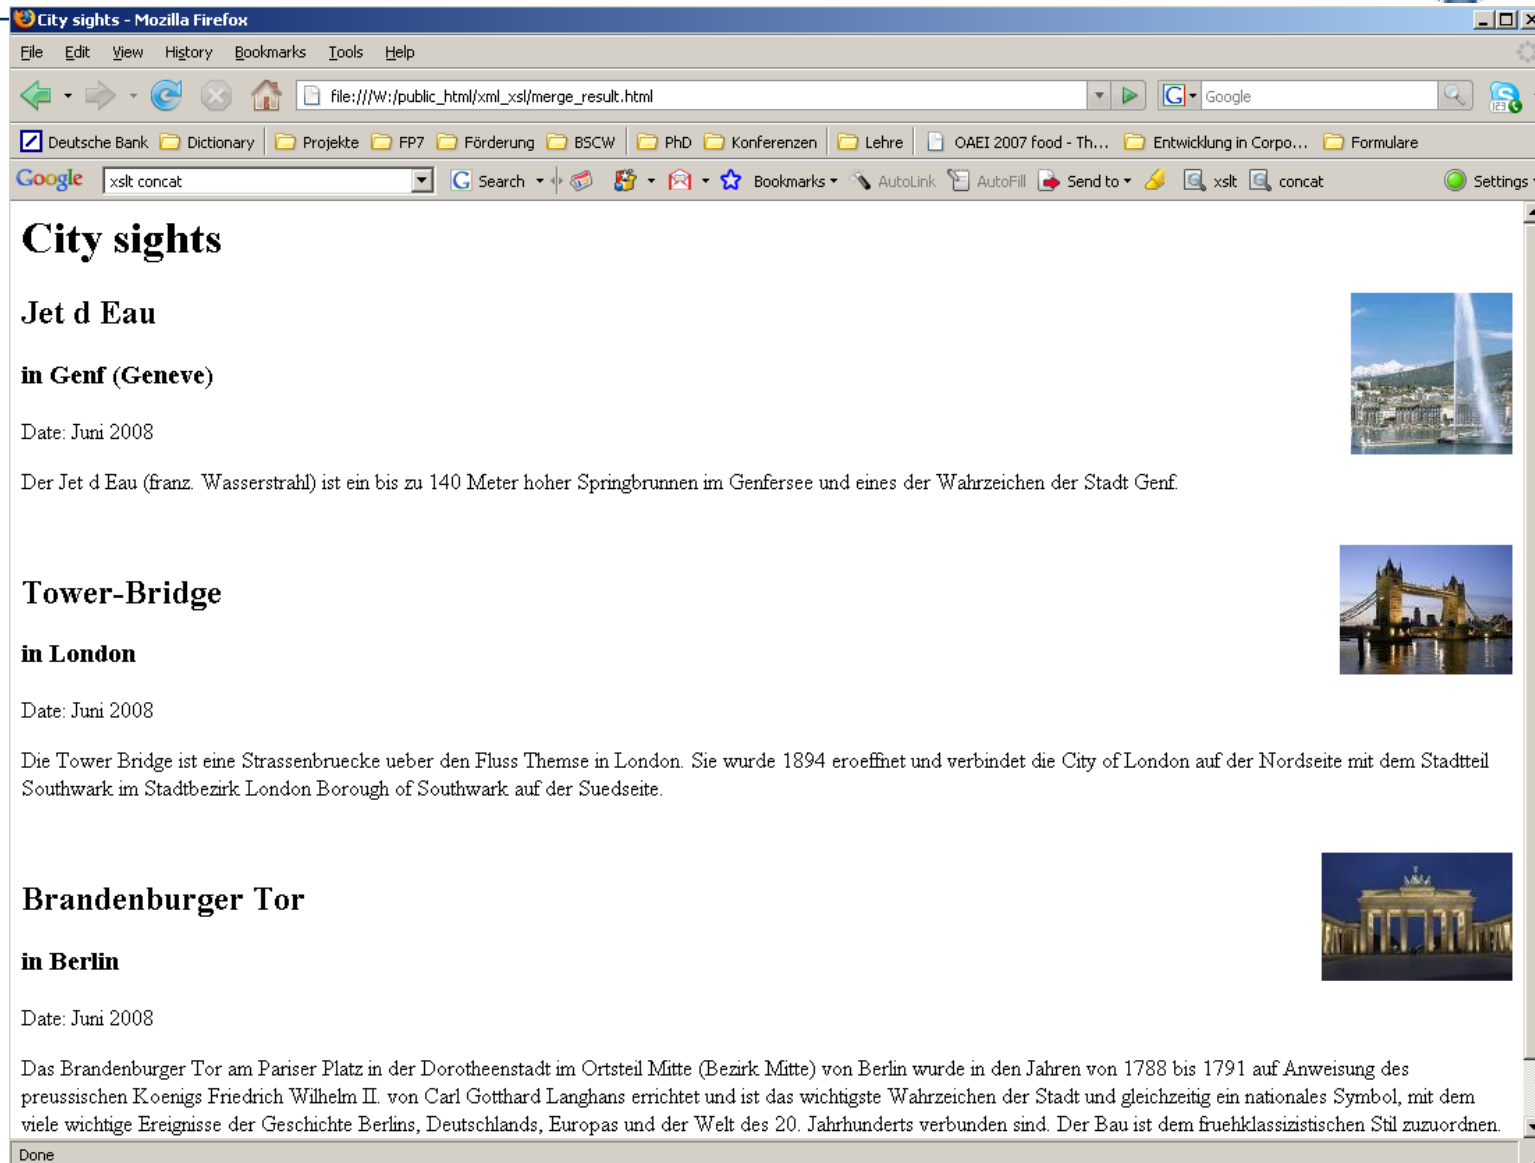 City sights - Mozilla Firefox
File Edit View History Bookmarks Tools Help
file:///W:/public_html/xml_xsl/merge_result.html
G Google
Deutsche Bank Dictionary Projekte FP7 Förderung BSCW PhD Konferenzen Lehre OAEI 2007 food - Th... Entwicklung in Corpo... Formulare
Google xslt concat G Search Bookmarks AutoLink AutoFill Send to xslt concat Settings
City sights
Jet d Eau
in Genf (Geneve)
Date: Juni 2008
Der Jet d Eau (franz. Wasserstrahl) ist ein bis zu 140 Meter hoher Springbrunnen im Genfersee und eines der Wahrzeichen der Stadt Genf.
Tower-Bridge
in London
Date: Juni 2008
Die Tower Bridge ist eine Strassenbruecke ueber den Fluss Themse in London. Sie wurde 1894 eroeffnet und verbindet die City of London auf der Nordseite mit dem Stadtteil
Southwark im Stadtbezirk London Borough of Southwark auf der Suedseite.
Brandenburger Tor
in Berlin
Date: Juni 2008
Das Brandenburger Tor am Pariser Platz in der Dorotheenstadt im Ortsteil Mitte (Bezirk Mitte) von Berlin wurde in den Jahren von 1788 bis 1791 auf Anweisung des
preussischen Koenigs Friedrich Wilhelm II. von Carl Gotthard Langhans errichtet und ist das wichtigste Wahrzeichen der Stadt und gleichzeitig ein nationales Symbol, mit dem
viele wichtige Ereignisse der Geschichte Berlins, Deutschlands, Europas und der Welt des 20. Jahrhunderts verbunden sind. Der Bau ist dem fruehklassizistischen Stil zuzuordnen.
Done